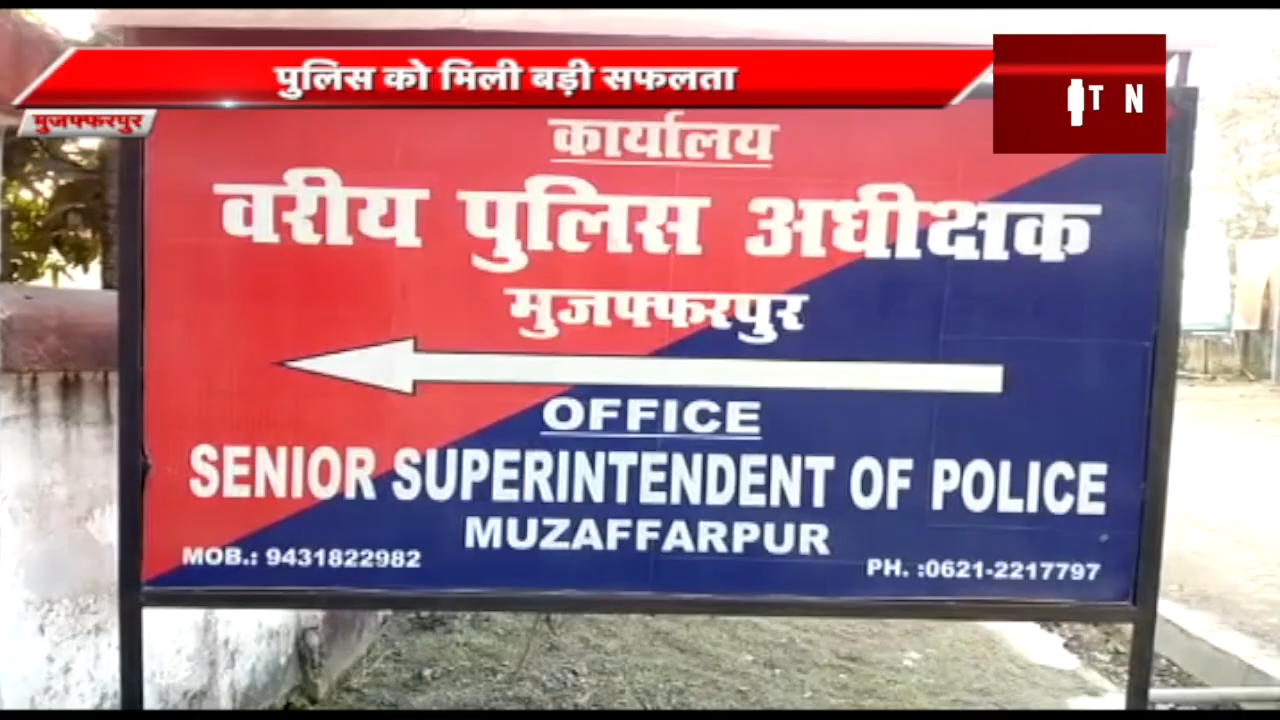 पुलिस को मिली बड़ी सफलता
T N
मुजफ्फरपुर
कार्यालय
वरीय पुलिस अधीक्षक
मुजफ्फरपुर
OFFICE
SENIOR SUPERINTENDENT OF POLICE
MUZAFFARPUR
MOB.: 9431822982
PH. :0621-2217797